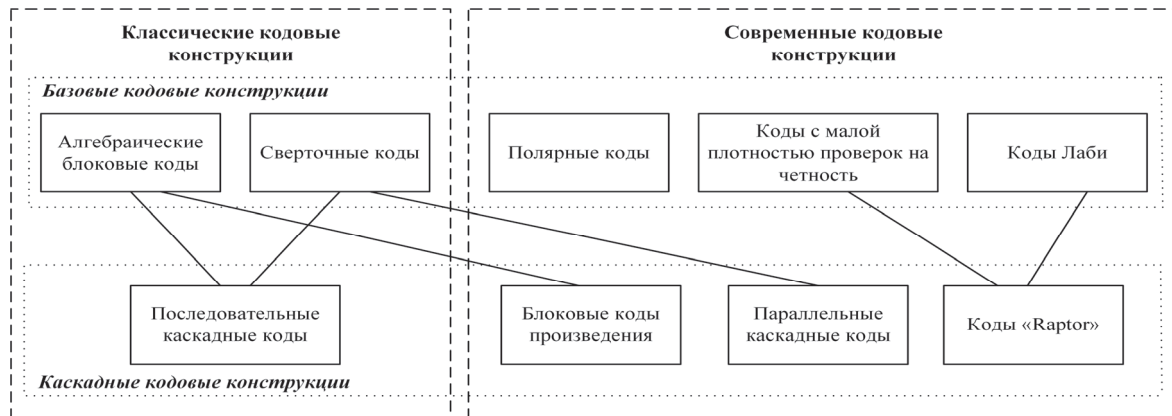 Классические кодовые
конструкции
Современные кодовые
конструкции
Базовые кодовые конструкции
Алгебраические
блоковые коды
Сверточные коды
Полярные коды
Коды с малой
плотностью проверок на
четность
Коды Лаби
Последовательные
каскадные коды
Блоковые коды
произведения
Параллельные
каскадные коды
Коды «Raptor»
Каскадные кодовые конструкции